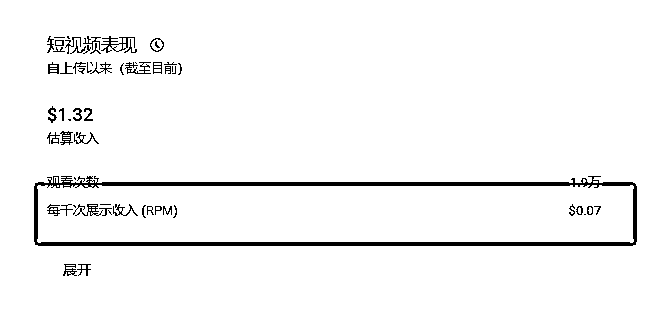 短视频表现
自上传以来（截至目前）
$1.32
估算收入
观看次数 1.9万
每千次展示收入 (RPM) $0.07
展开